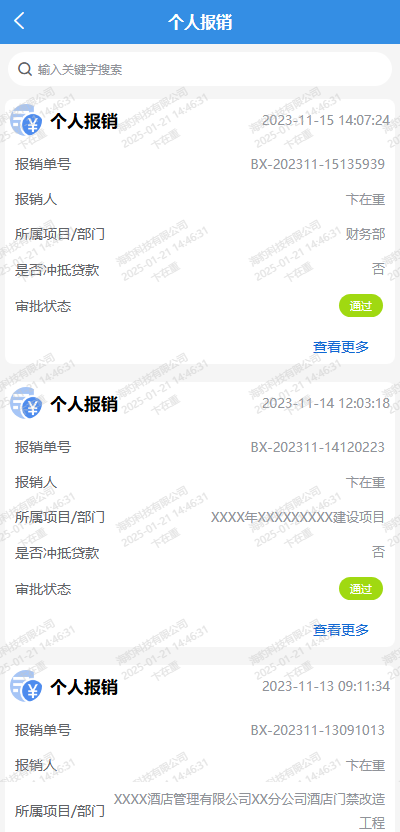 个人报销
输入关键字搜索
个人报销 2023-11-15 14:07:24
报销单号 BX-202311-15135939
报销人 卞在重
所属项目/部门 财务部
是否冲抵贷款 否
审批状态 通过
查看更多
个人报销 2023-11-14 12:03:18
报销单号 BX-202311-14120223
报销人 卞在重
所属项目/部门 XXXX年XXXXXXXXX建设项目
是否冲抵贷款 否
审批状态 通过
查看更多
个人报销 2023-11-13 09:11:34
报销单号 BX-202311-13091013
报销人 卞在重
所属项目/部门 XXXX酒店管理有限公司XX分公司酒店门禁改造
工程
2025-01-21 14:46:31
卞在重